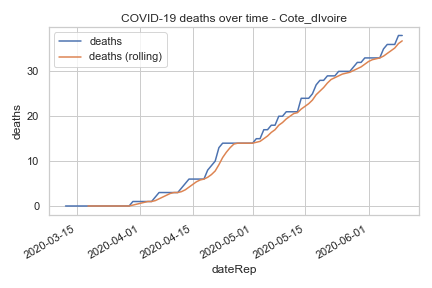 COVID-19 deaths over time - Cote_dIvoire
deaths
deaths (rolling)
deaths
30
20
10
0
2020-03-15
2020-04-01
2020-04-15
2020-05-01
2020-05-15
2020-06-01
dateRep